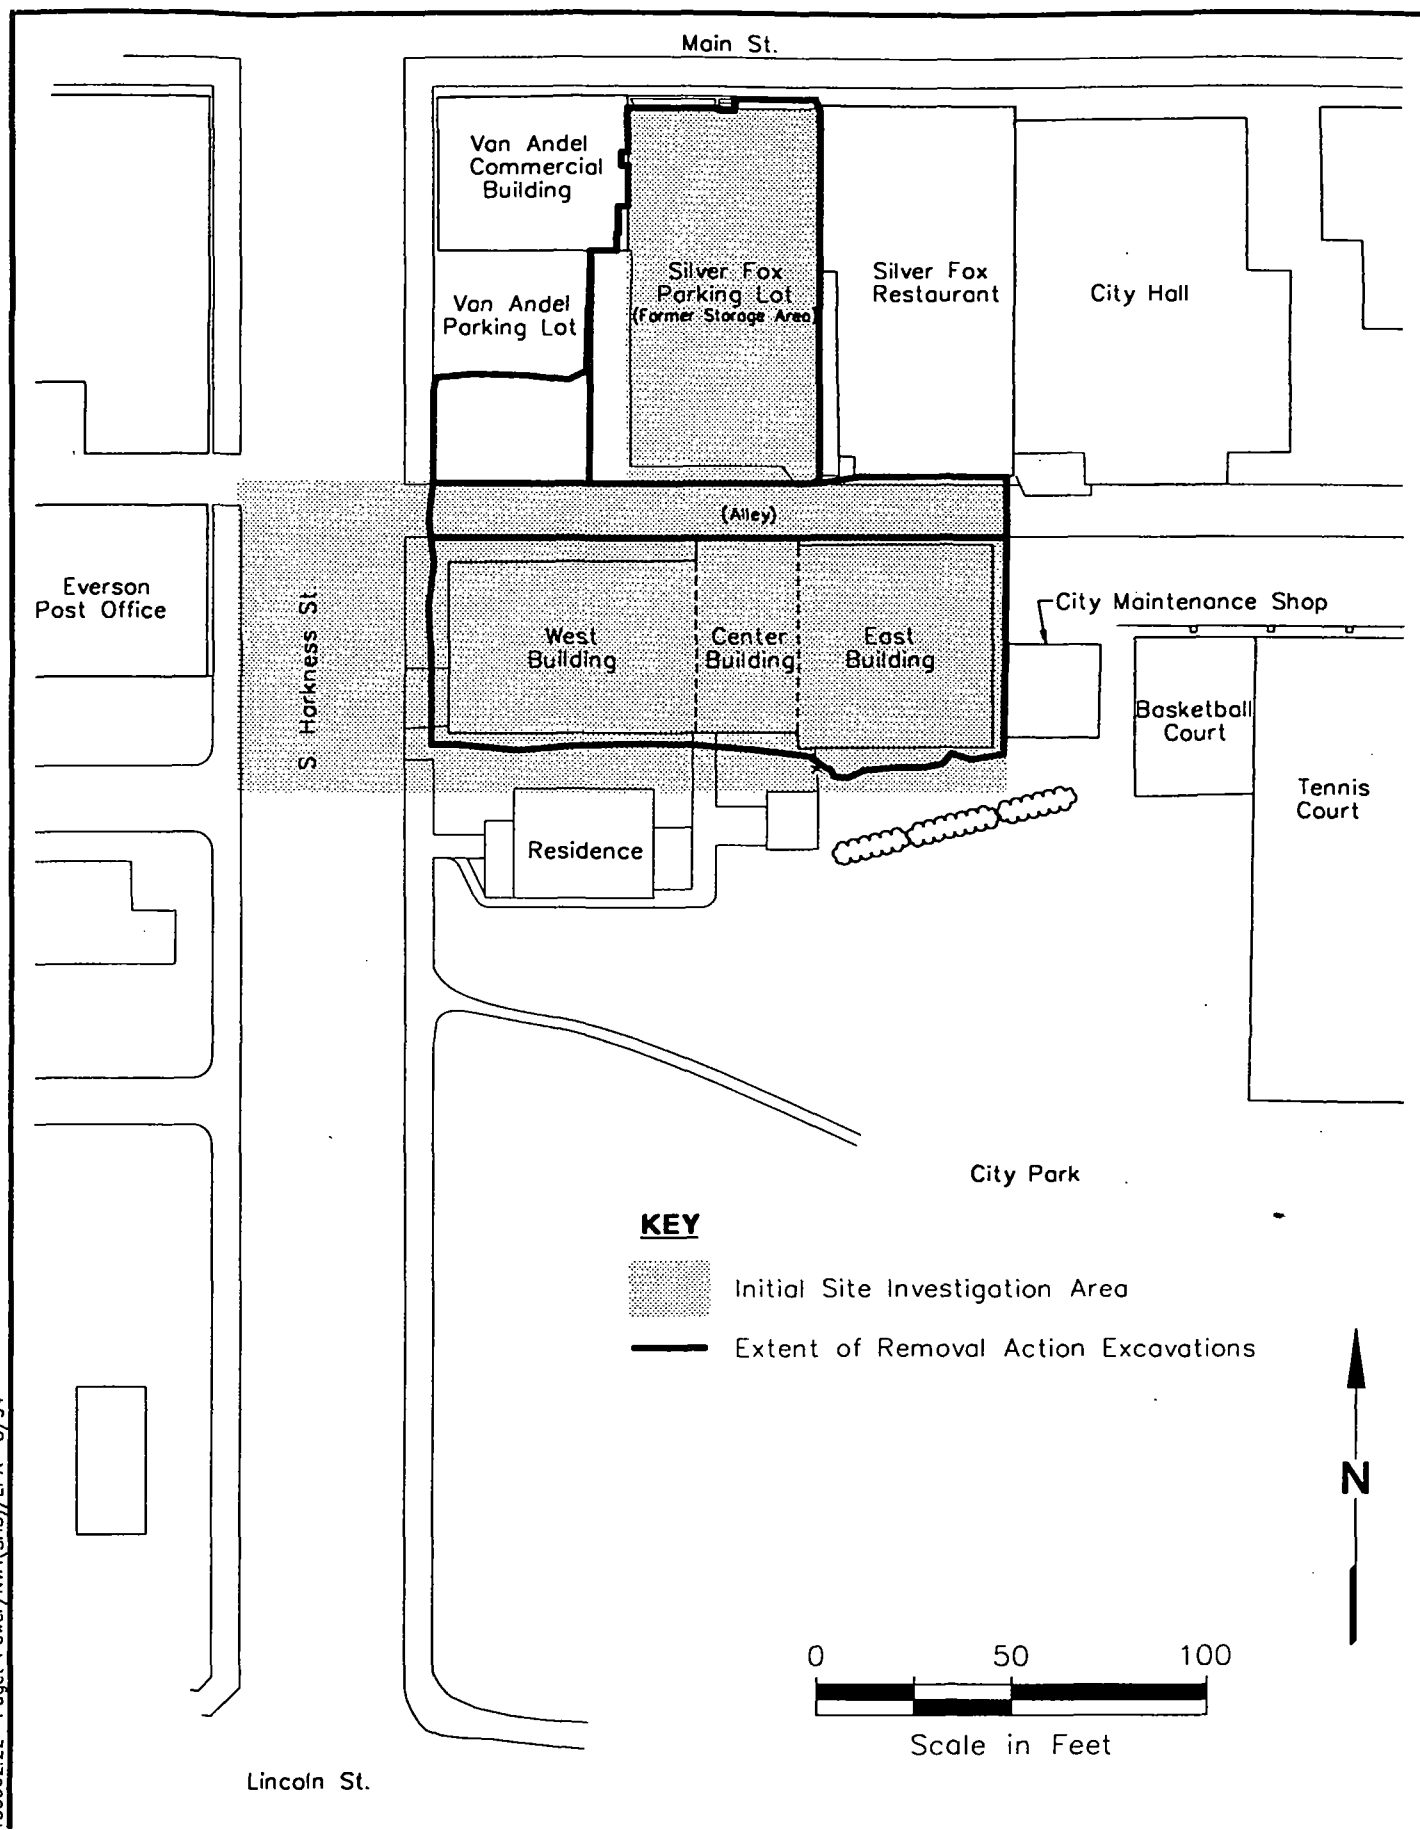 Main St.
Van Andel
Commercial
Building
Silver Fox
Parking Lot
(Former Storage Area)
Silver Fox
Restaurant
City Hall
Van Andel
Parking Lot
(Alley)
Everson
Post Office
S. Harkness St.
West
Building
Center
Building
East
Building
City Maintenance Shop
Basketball
Court
Tennis
Court
Residence
City Park
KEY
Initial Site Investigation Area
Extent of Removal Action Excavations
N
0 50 100
Scale in Feet
Lincoln St.